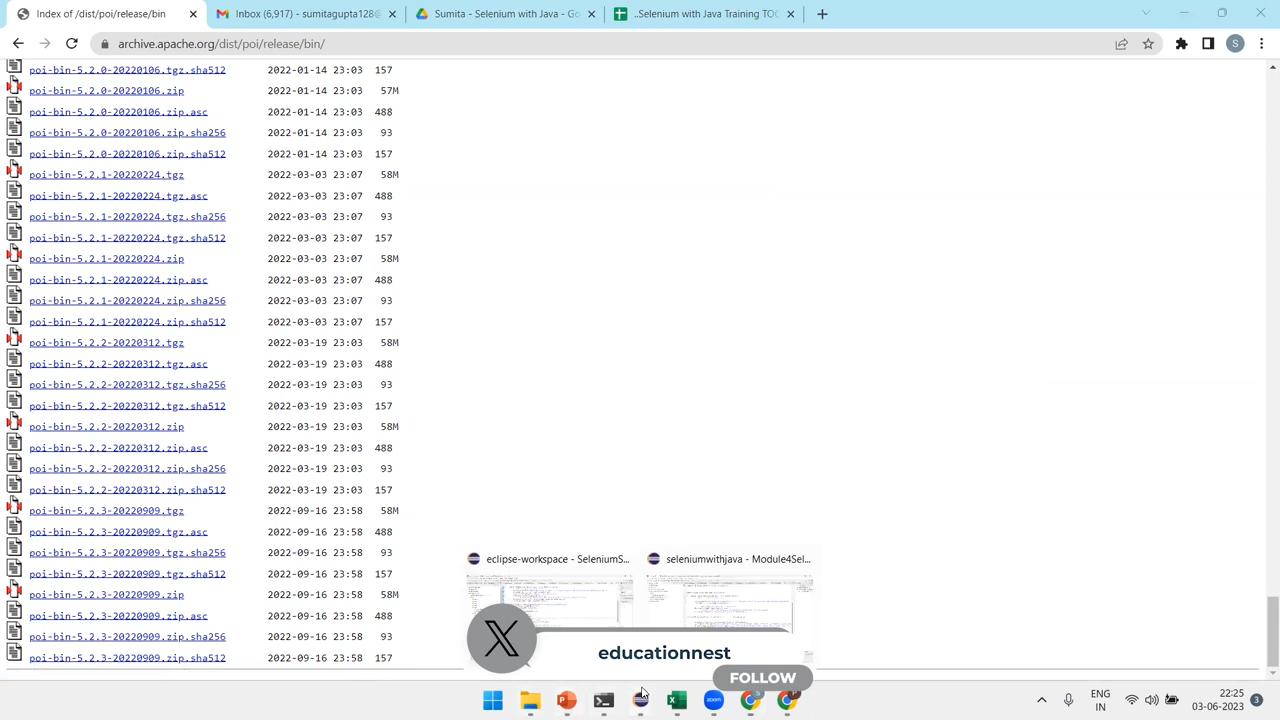 Index of /dist/poi/release/bin
Inbox (6,917) - sumitagupta128@
Sumita - Selenium with Java - Go
..Selenium with Java Training TOC
archive.apache.org/dist/poi/release/bin/
S
poi-bin-5.2.0-20220106.tgz.sha512 2022-01-14 23:03 157
poi-bin-5.2.0-20220106.zip 2022-01-14 23:03 57M
poi-bin-5.2.0-20220106.zip.asc 2022-01-14 23:03 488
poi-bin-5.2.0-20220106.zip.sha256 2022-01-14 23:03 93
poi-bin-5.2.0-20220106.zip.sha512 2022-01-14 23:03 157
poi-bin-5.2.1-20220224.tgz 2022-03-03 23:07 58M
poi-bin-5.2.1-20220224.tgz.asc 2022-03-03 23:07 488
poi-bin-5.2.1-20220224.tgz.sha256 2022-03-03 23:07 93
poi-bin-5.2.1-20220224.tgz.sha512 2022-03-03 23:07 157
poi-bin-5.2.1-20220224.zip 2022-03-03 23:07 58M
poi-bin-5.2.1-20220224.zip.asc 2022-03-03 23:07 488
poi-bin-5.2.1-20220224.zip.sha256 2022-03-03 23:07 93
poi-bin-5.2.1-20220224.zip.sha512 2022-03-03 23:07 157
poi-bin-5.2.2-20220312.tgz 2022-03-19 23:03 58M
poi-bin-5.2.2-20220312.tgz.asc 2022-03-19 23:03 488
poi-bin-5.2.2-20220312.tgz.sha256 2022-03-19 23:03 93
poi-bin-5.2.2-20220312.tgz.sha512 2022-03-19 23:03 157
poi-bin-5.2.2-20220312.zip 2022-03-19 23:03 58M
poi-bin-5.2.2-20220312.zip.asc 2022-03-19 23:03 488
poi-bin-5.2.2-20220312.zip.sha256 2022-03-19 23:03 93
poi-bin-5.2.2-20220312.zip.sha512 2022-03-19 23:03 157
poi-bin-5.2.3-20220909.tgz 2022-09-16 23:58 58M
poi-bin-5.2.3-20220909.tgz.asc 2022-09-16 23:58 488
poi-bin-5.2.3-20220909.tgz.sha256 2022-09-16 23:58 93
poi-bin-5.2.3-20220909.tgz.sha512 2022-09-16 23:58 157
poi-bin-5.2.3-20220909.zip 2022-09-16 23:58 58M
poi-bin-5.2.3-20220909.zip.asc 2022-09-16 23:58 488
poi-bin-5.2.3-20220909.zip.sha256 2022-09-16 23:58 93
poi-bin-5.2.3-20220909.zip.sha512 2022-09-16 23:58 157
eclipse-workspace - SeleniumS...
seleniumwithjava - Module4Sel...
X
educationnest
FOLLOW
zoom
ENG
IN
22:25
03-06-2023
3